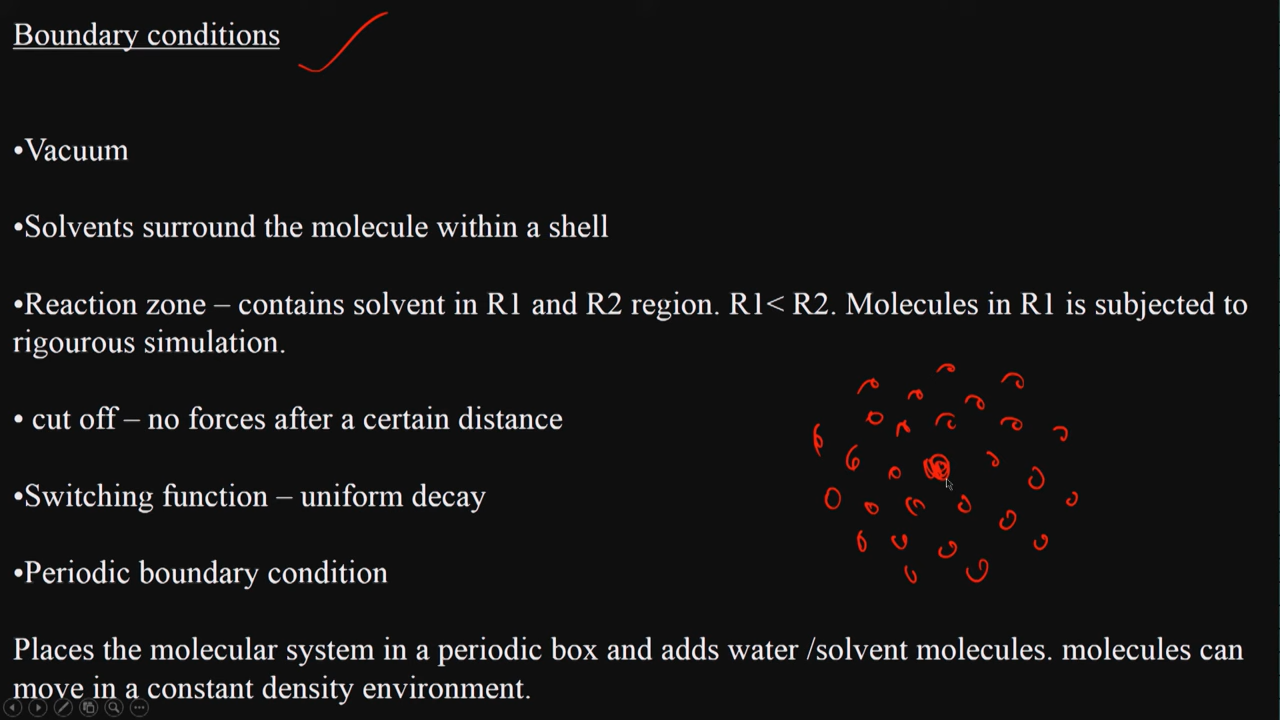 Boundary conditions
•Vacuum
•Solvents surround the molecule within a shell
•Reaction zone – contains solvent in R1 and R2 region. R1< R2. Molecules in R1 is subjected to
rigourous simulation.
• cut off – no forces after a certain distance
•Switching function – uniform decay
•Periodic boundary condition
Places the molecular system in a periodic box and adds water /solvent molecules. molecules can
move in a constant density environment.